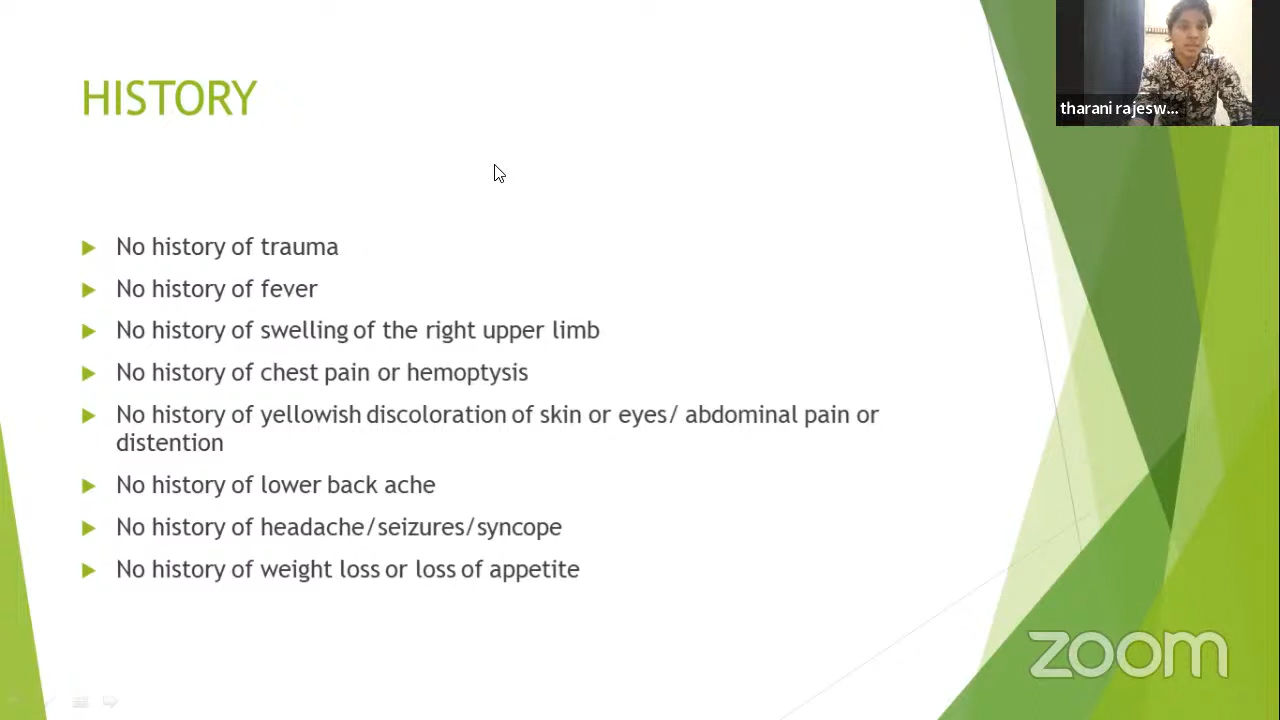 HISTORY
tharani rajesw...
No history of trauma
No history of fever
No history of swelling of the right upper limb
No history of chest pain or hemoptysis
No history of yellowish discoloration of skin or eyes/ abdominal pain or
distention
No history of lower back ache
No history of headache/seizures/syncope
No history of weight loss or loss of appetite
zoom